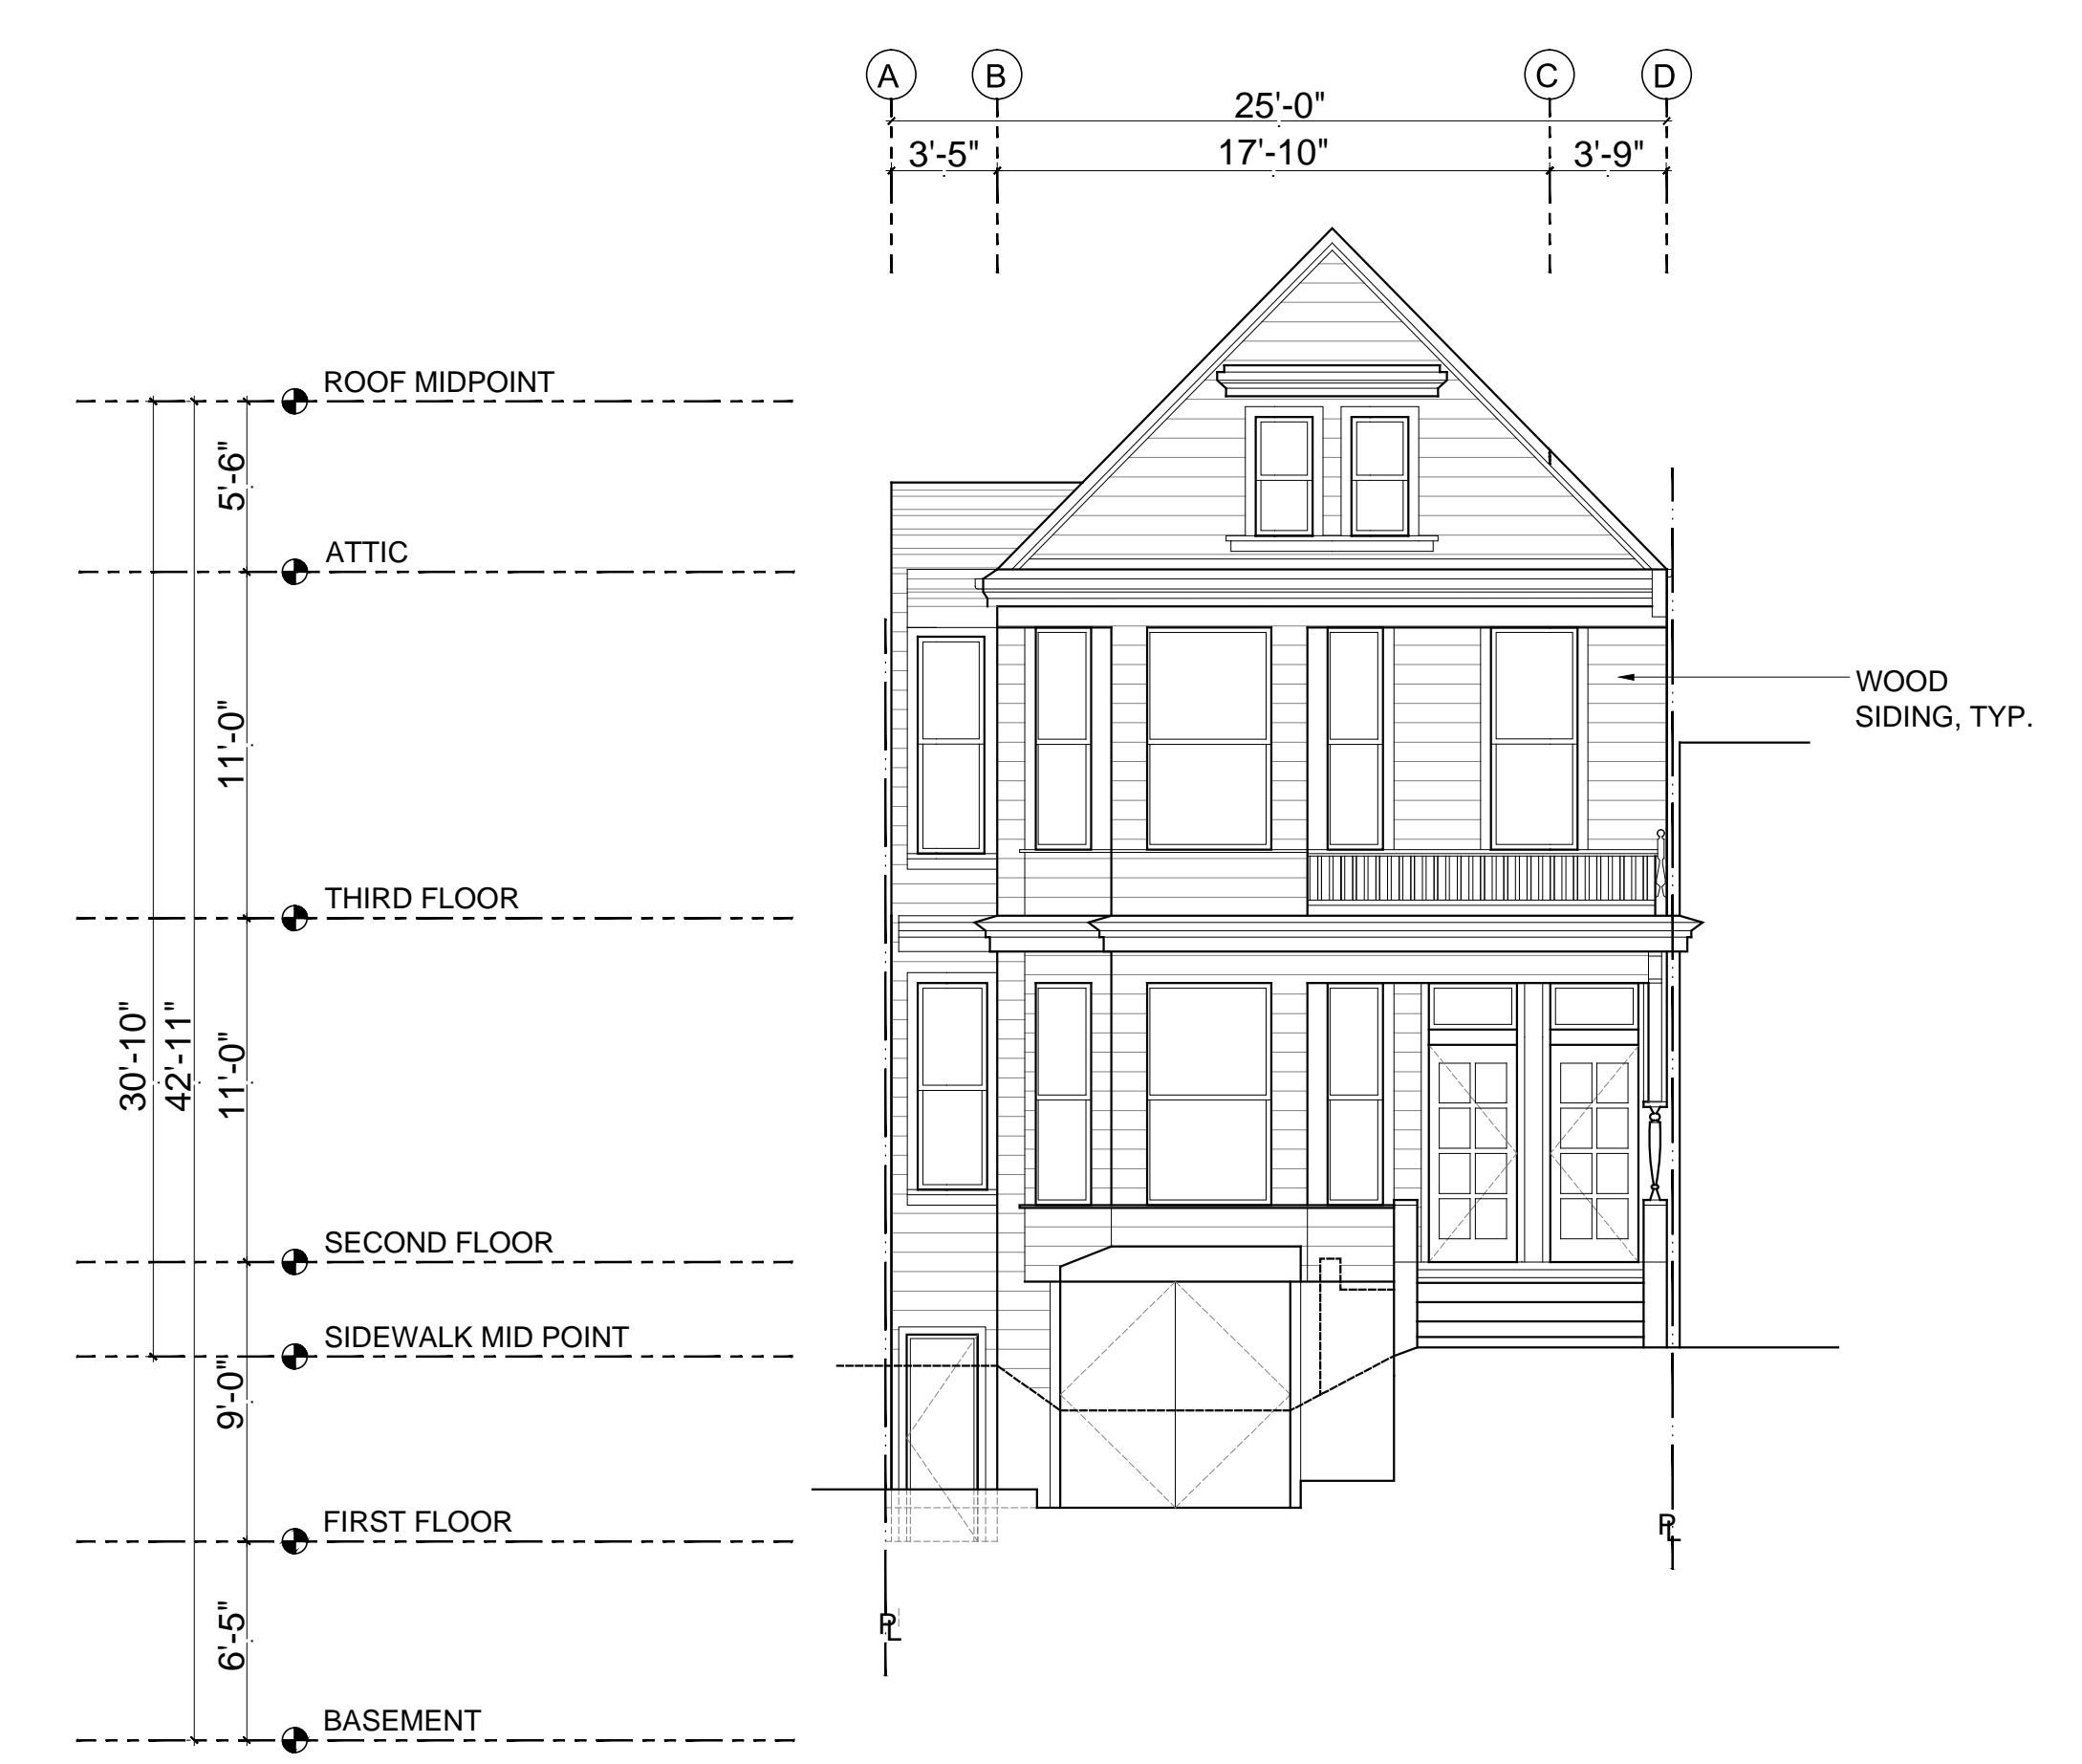 A B C D
25'-0"
3'-5" 17'-10" 3'-9"
ROOF MIDPOINT
5'-6"
ATTIC
11'-0"
WOOD
SIDING, TYP.
THIRD FLOOR
30'-10"
42'-11"
11'-0"
SECOND FLOOR
SIDEWALK MID POINT
9'-0"
FIRST FLOOR
PL
6'-5"
PL
BASEMENT